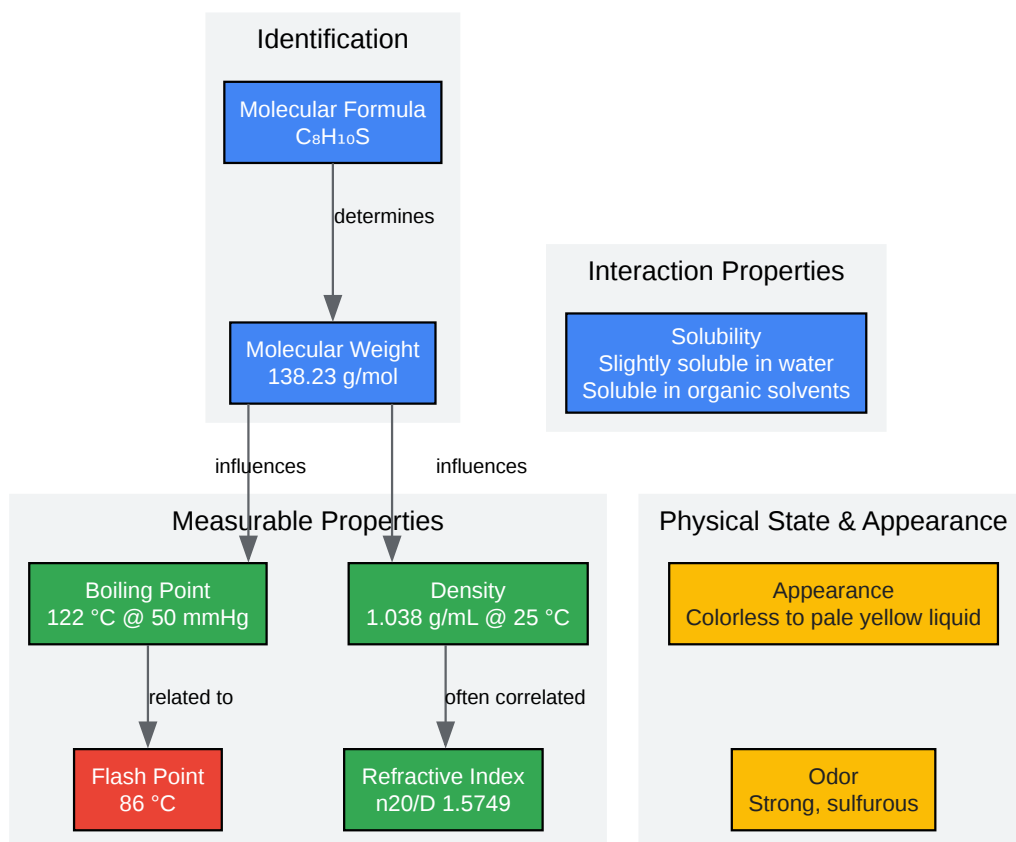 Identification
Molecular Formula
C₈H₁₀S
determines
Molecular Weight
138.23 g/mol
Interaction Properties
Solubility
Slightly soluble in water
Soluble in organic solvents
influences
influences
Measurable Properties
Boiling Point
122 °C @ 50 mmHg
Density
1.038 g/mL @ 25 °C
related to
often correlated
Flash Point
86 °C
Refractive Index
n20/D 1.5749
Physical State & Appearance
Appearance
Colorless to pale yellow liquid
Odor
Strong, sulfurous